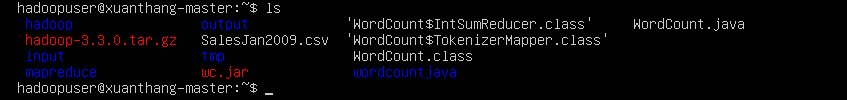 hadoopuser@xuanthang-master:~$ ls
hadoop output 'WordCount$IntSumReducer.class' WordCount.java
hadoop-3.3.0.tar.gz SalesJan2009.csv 'WordCount$TokenizerMapper.class'
input tmp WordCount.class
mapreduce wc.jar wordcountjava
hadoopuser@xuanthang-master:~$ _